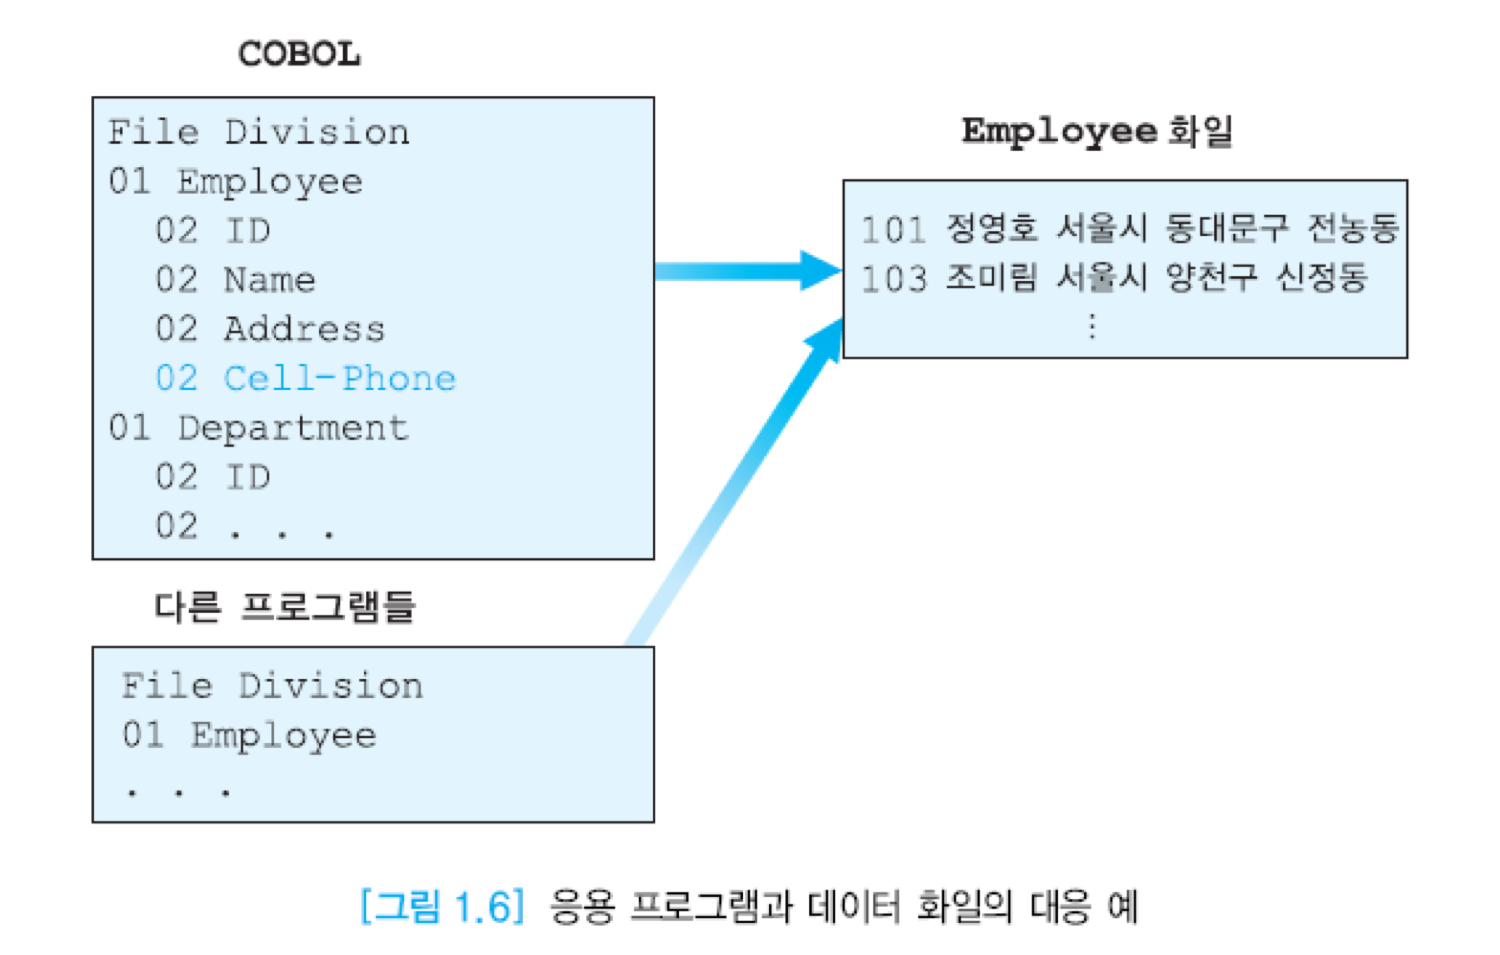 COBOL
File Division
01 Employee
02 ID
02 Name
02 Address
02 Cell-Phone
01 Department
02 ID
02 . . .
다른 프로그램들
File Division
01 Employee
. . .
Employee 화일
101 정영호 서울시 동대문구 전농동
103 조미림 서울시 양천구 신정동
⋮
[그림 1.6] 응용 프로그램과 데이터 화일의 대응 예